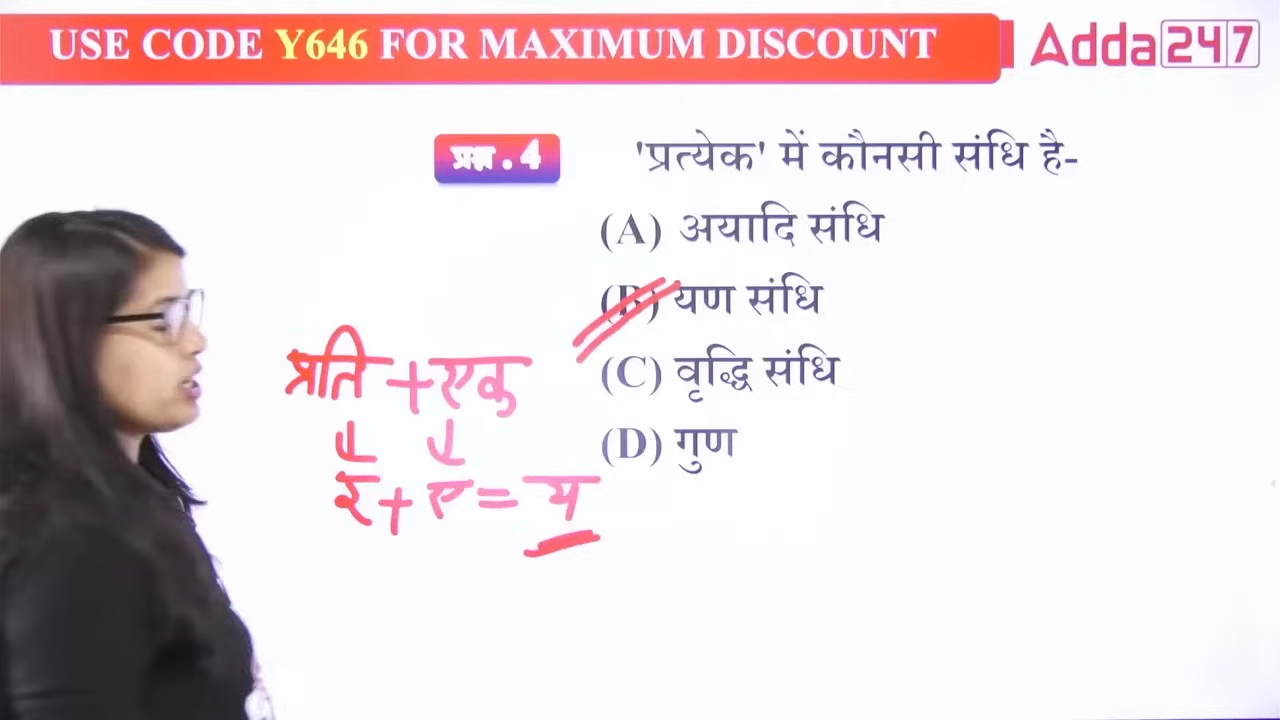 USE CODE Y646 FOR MAXIMUM DISCOUNT
Adda247
प्रश्न . 4
'प्रत्येक' में कौनसी संधि है-
(A) अयादि संधि
(B) यण संधि
(C) वृद्धि संधि
(D) गुण
प्रति + एक
इ + ए = य